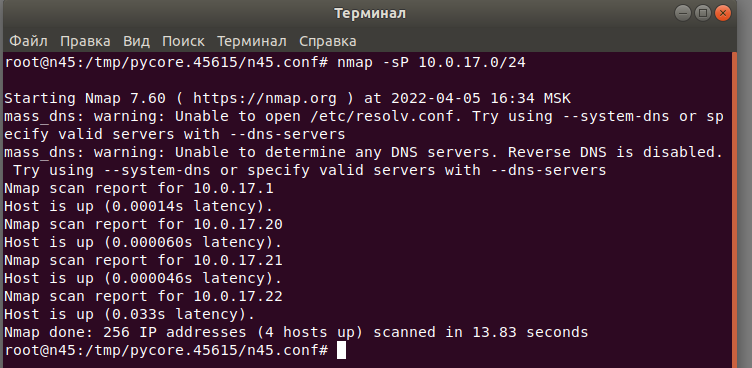 Терминал
Файл Правка Вид Поиск Терминал Справка
root@n45:/tmp/pycore.45615/n45.conf# nmap -sP 10.0.17.0/24
Starting Nmap 7.60 ( https://nmap.org ) at 2022-04-05 16:34 MSK
mass_dns: warning: Unable to open /etc/resolv.conf. Try using --system-dns or sp
ecify valid servers with --dns-servers
mass_dns: warning: Unable to determine any DNS servers. Reverse DNS is disabled.
 Try using --system-dns or specify valid servers with --dns-servers
Nmap scan report for 10.0.17.1
Host is up (0.00014s latency).
Nmap scan report for 10.0.17.20
Host is up (0.000060s latency).
Nmap scan report for 10.0.17.21
Host is up (0.000046s latency).
Nmap scan report for 10.0.17.22
Host is up (0.033s latency).
Nmap done: 256 IP addresses (4 hosts up) scanned in 13.83 seconds
root@n45:/tmp/pycore.45615/n45.conf#